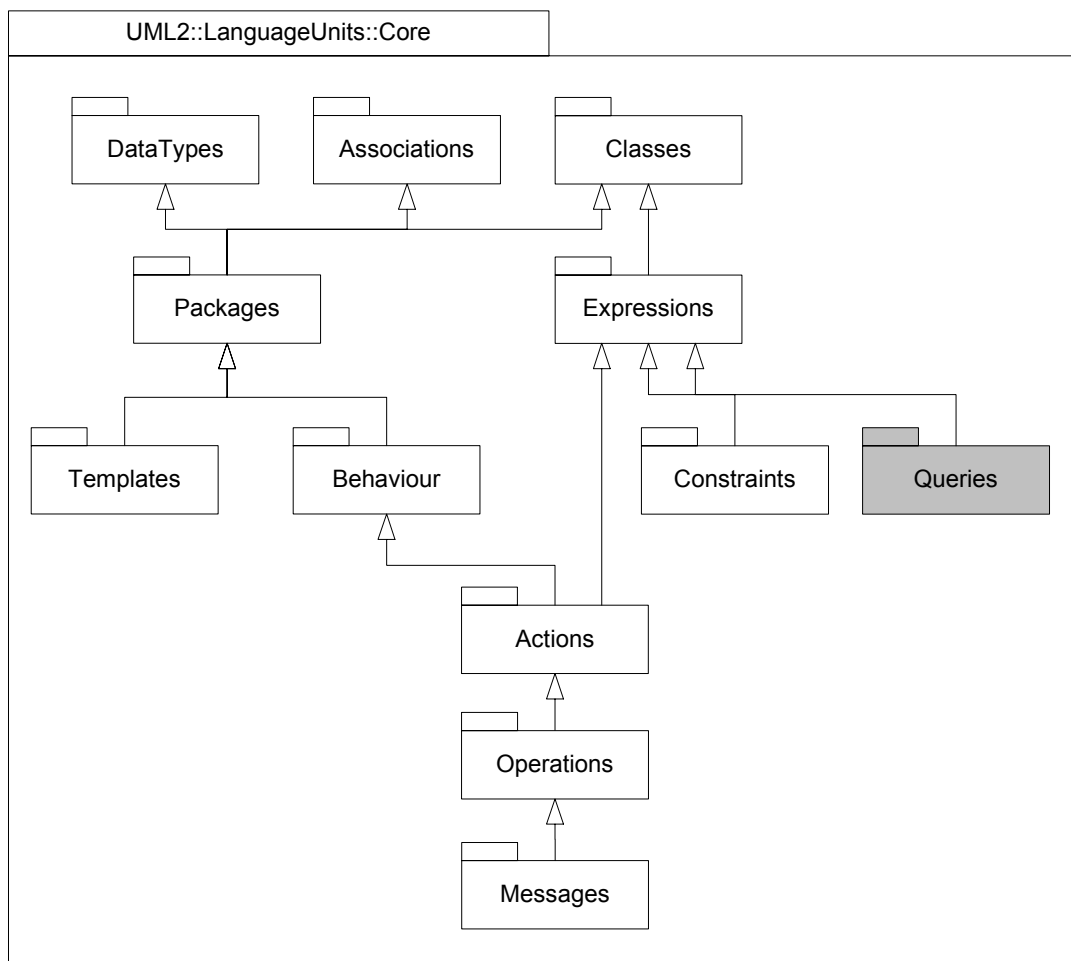 UML2::LanguageUnits::Core
DataTypes
Associations
Classes
Packages
Expressions
Templates
Behaviour
Constraints
Queries
Actions
Operations
Messages